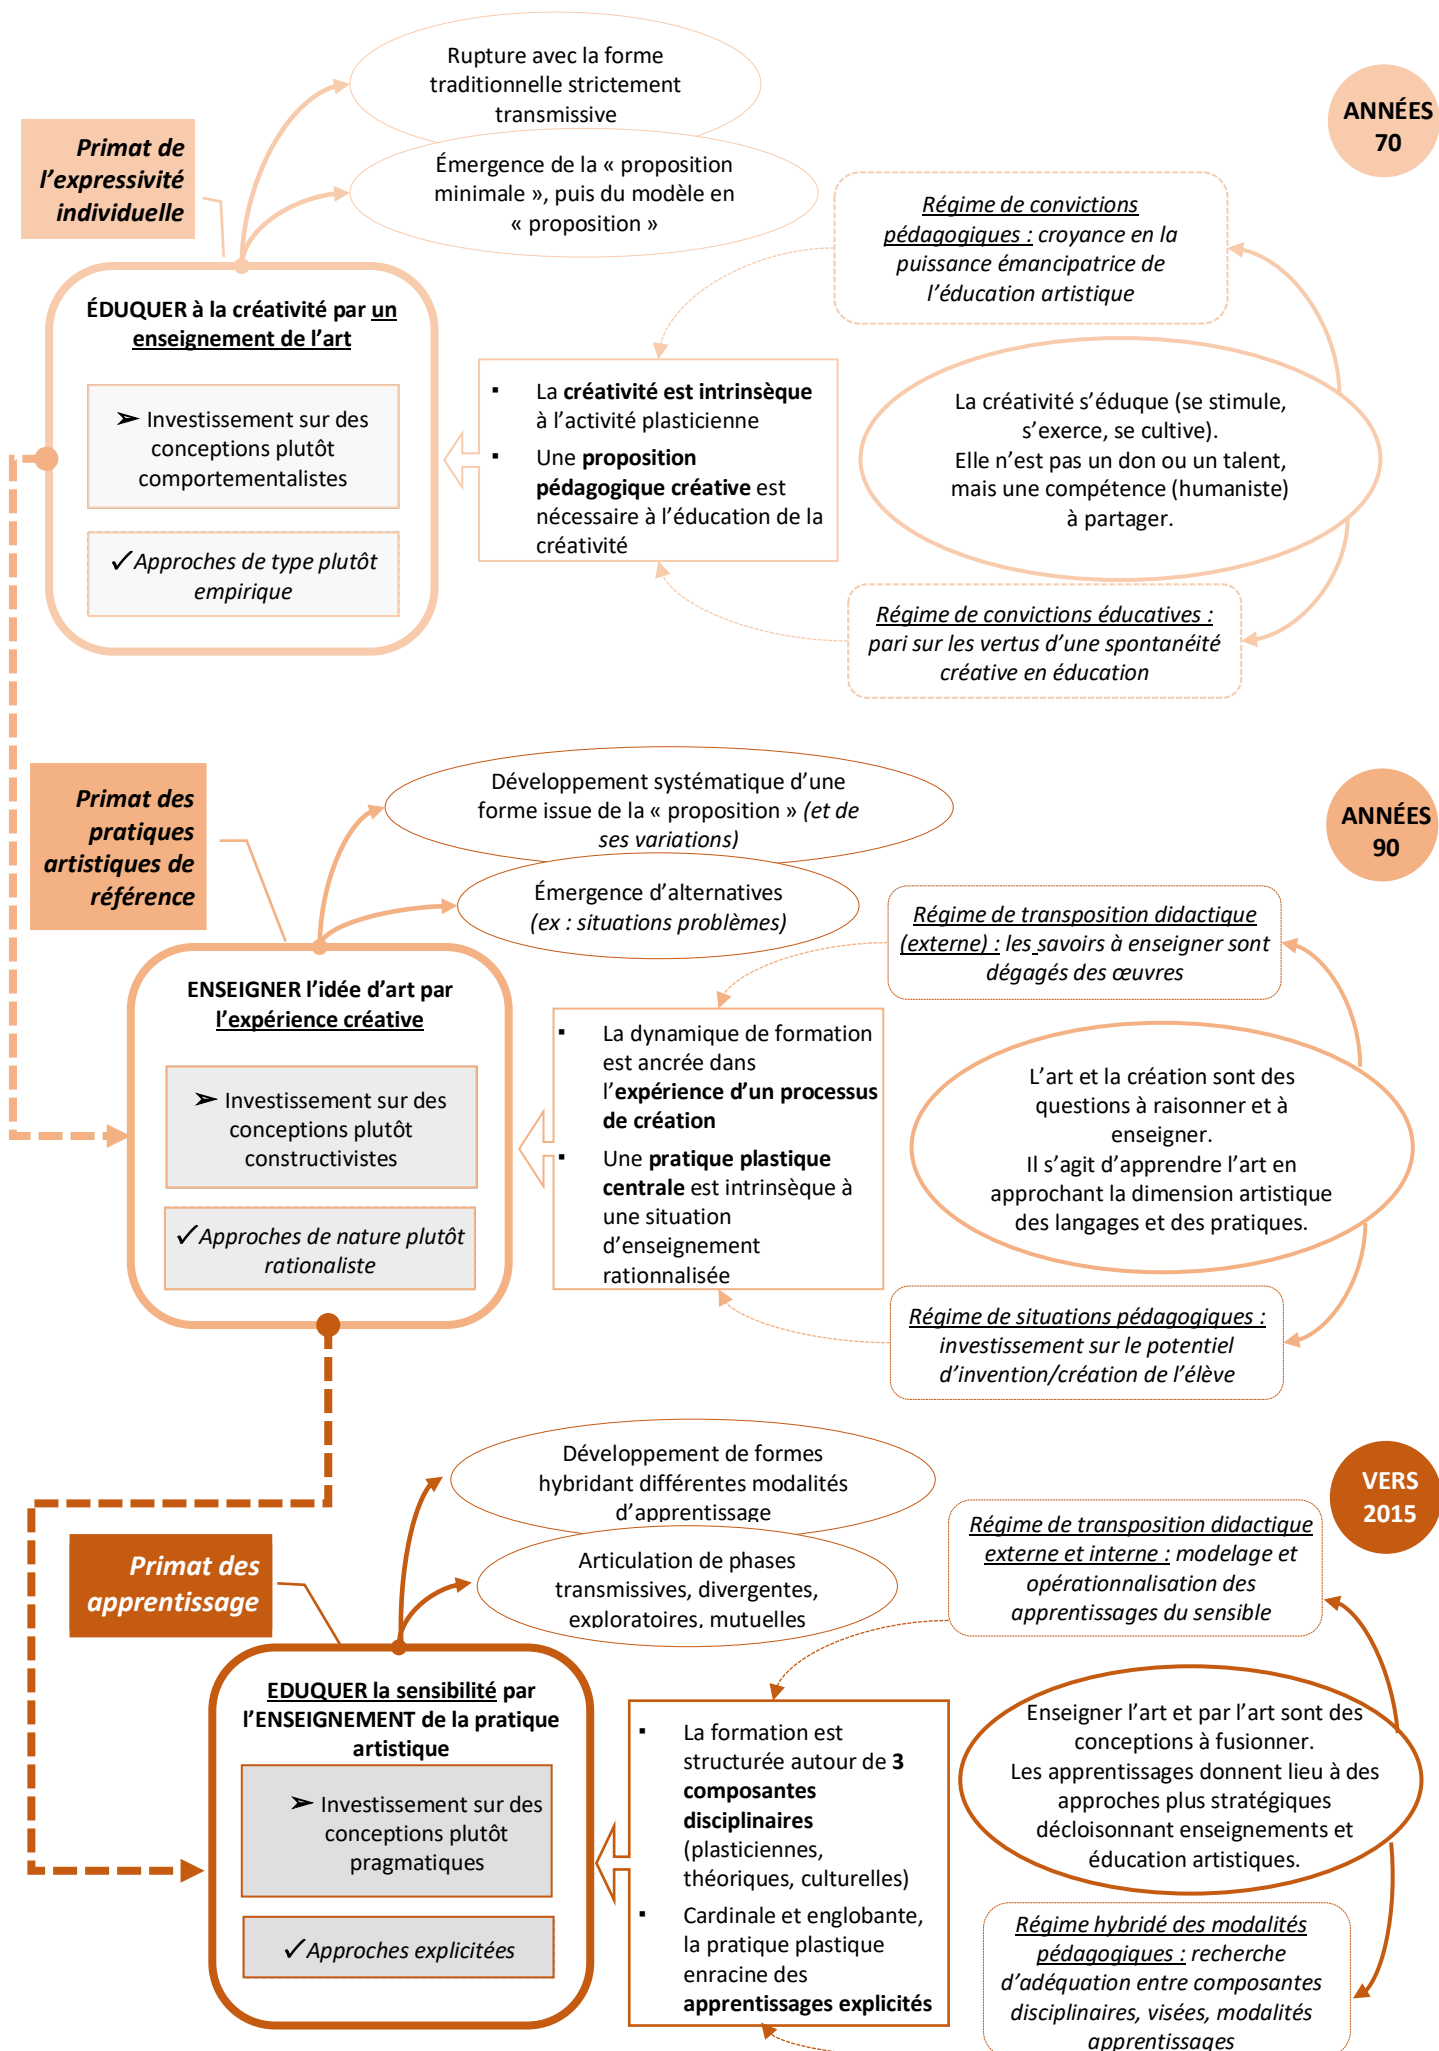 Rupture avec la forme
traditionnelle strictement
transmissive
ANNÉES
70
Primat de
l’expressivité
individuelle
Émergence de la « proposition
minimale », puis du modèle en
« proposition »
Régime de convictions
pédagogiques : croyance en la
puissance émancipatrice de
l’éducation artistique
ÉDUQUER à la créativité par un
enseignement de l’art
➢ Investissement sur des
conceptions plutôt
comportementalistes
✓Approches de type plutôt
empirique
▪ La créativité est intrinsèque
à l’activité plasticienne
▪ Une proposition
pédagogique créative est
nécessaire à l’éducation de la
créativité
La créativité s’éduque (se stimule,
s’exerce, se cultive).
Elle n’est pas un don ou un talent,
mais une compétence (humaniste)
à partager.
Régime de convictions éducatives :
pari sur les vertus d’une spontanéité
créative en éducation
Développement systématique d’une
forme issue de la « proposition » (et de
ses variations)
ANNÉES
90
Primat des
pratiques
artistiques de
référence
Émergence d’alternatives
(ex : situations problèmes)
Régime de transposition didactique
(externe) : les savoirs à enseigner sont
dégagés des œuvres
ENSEIGNER l’idée d’art par
l’expérience créative
➢ Investissement sur des
conceptions plutôt
constructivistes
✓Approches de nature plutôt
rationaliste
▪ La dynamique de formation
est ancrée dans
l’expérience d’un processus
de création
▪ Une pratique plastique
centrale est intrinsèque à
une situation
d’enseignement
rationnalisée
L’art et la création sont des
questions à raisonner et à
enseigner.
Il s’agit d’apprendre l’art en
approchant la dimension artistique
des langages et des pratiques.
Régime de situations pédagogiques :
investissement sur le potentiel
d’invention/création de l’élève
Développement de formes
hybridant différentes modalités
d’apprentissage
VERS
2015
Primat des
apprentissage
Articulation de phases
transmissives, divergentes,
exploratoires, mutuelles
Régime de transposition didactique
externe et interne : modelage et
opérationnalisation des
apprentissages du sensible
EDUQUER la sensibilité par
l’ENSEIGNEMENT de la pratique
artistique
➢ Investissement sur des
conceptions plutôt
pragmatiques
✓Approches explicitées
▪ La formation est
structurée autour de 3
composantes
disciplinaires
(plasticiennes,
théoriques, culturelles)
▪ Cardinale et englobante,
la pratique plastique
enracine des
apprentissages explicités
Enseigner l’art et par l’art sont des
conceptions à fusionner.
Les apprentissages donnent lieu à des
approches plus stratégiques
décloisonnant enseignements et
éducation artistiques.
Régime hybridé des modalités
pédagogiques : recherche
d’adéquation entre composantes
disciplinaires, visées, modalités
apprentissages